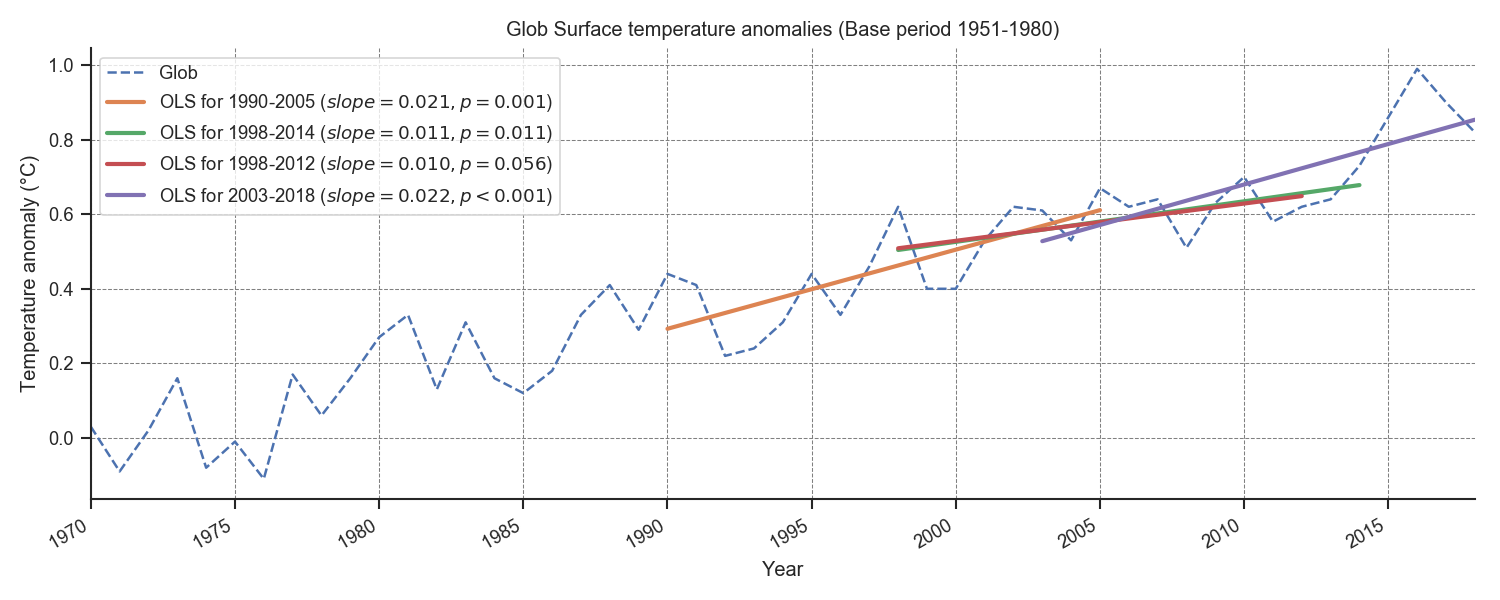 Glob Surface temperature anomalies (Base period 1951-1980)
Glob
OLS for 1990-2005 (slope = 0.021, p = 0.001)
OLS for 1998-2014 (slope = 0.011, p = 0.011)
OLS for 1998-2012 (slope = 0.010, p = 0.056)
OLS for 2003-2018 (slope = 0.022, p < 0.001)
Temperature anomaly (°C)
1.0
0.8
0.6
0.4
0.2
0.0
1970
1975
1980
1985
1990
1995
2000
2005
2010
2015
Year